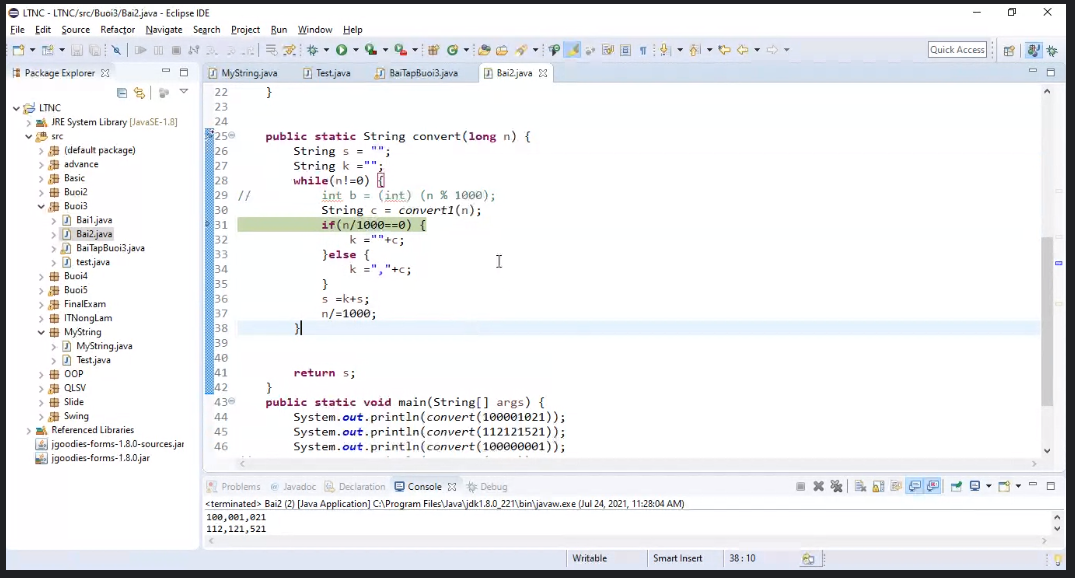 LTNC - LTNC/src/Buoi3/Bai2.java - Eclipse IDE
File Edit Source Refactor Navigate Search Project Run Window Help
Quick Access
Package Explorer
MyString.java Test.java BaiTapBuoi3.java Bai2.java
LTNC
JRE System Library [JavaSE-1.8]
src
(default package)
advance
Basic
Buoi2
Buoi3
Bai1.java
Bai2.java
BaiTapBuoi3.java
test.java
Buoi4
Buoi5
FinalExam
ITNongLam
MyString
MyString.java
Test.java
OOP
QLSV
Slide
Swing
Referenced Libraries
jgoodies-forms-1.8.0-sources.jar
jgoodies-forms-1.8.0.jar
22 }
23
24
25 public static String convert(long n) {
26 String s = "";
27 String k ="";
28 while(n!=0) {
29 // int b = (int) (n % 1000);
30 String c = convert1(n);
31 if(n/1000==0) {
32 k =""+c;
33 }else {
34 k =","+c;
35 }
36 s =k+s;
37 n/=1000;
38 }
39
40
41 return s;
42 }
43 public static void main(String[] args) {
44 System.out.println(convert(100001021));
45 System.out.println(convert(112121521));
46 System.out.println(convert(100000001));
Problems Javadoc Declaration Console Debug
<terminated> Bai2 (2) [Java Application] C:\Program Files\Java\jdk1.8.0_221\bin\javaw.exe (Jul 24, 2021, 11:28:04 AM)
100,001,021
112,121,521
Writable Smart Insert 38 : 10